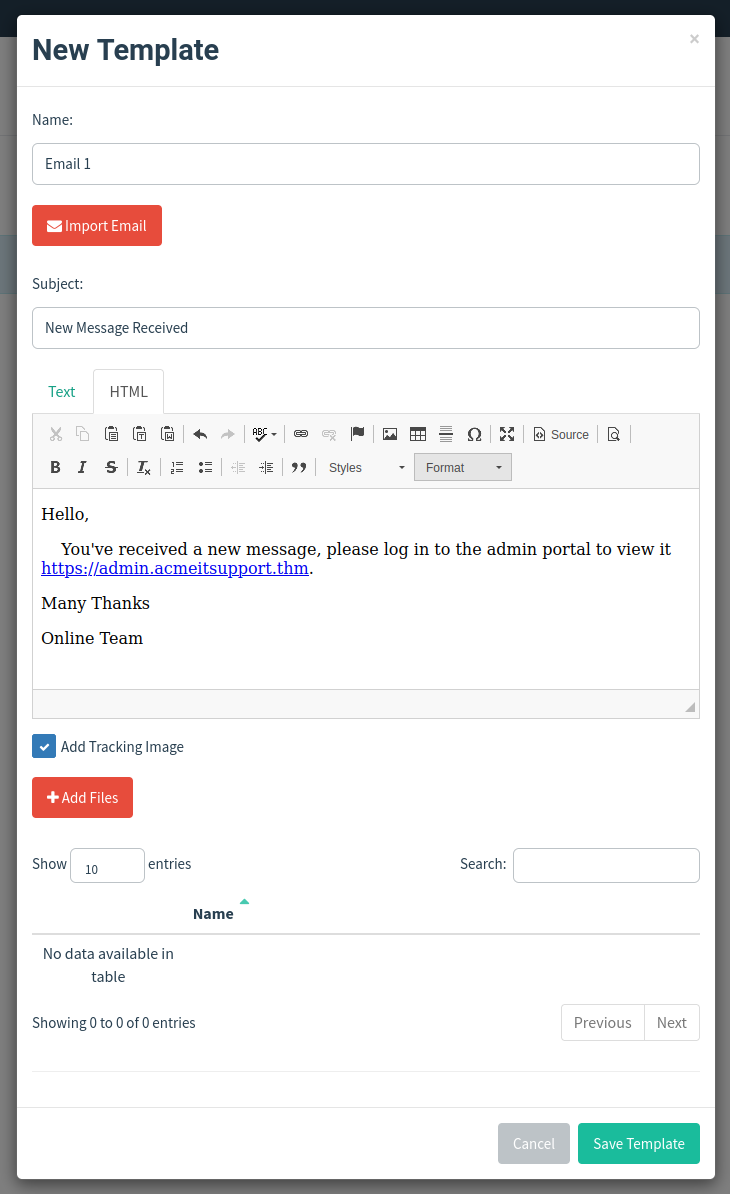 New Template ×
Name:
Email 1
Import Email
Subject:
New Message Received
Text HTML
ABC Source
B I S Tx Styles Format
Hello,
You've received a new message, please log in to the admin portal to view it
https://admin.acmeitsupport.thm.
Many Thanks
Online Team
Add Tracking Image
Add Files
Show 10 entries Search:
Name
No data available in
table
Showing 0 to 0 of 0 entries Previous Next
Cancel Save Template